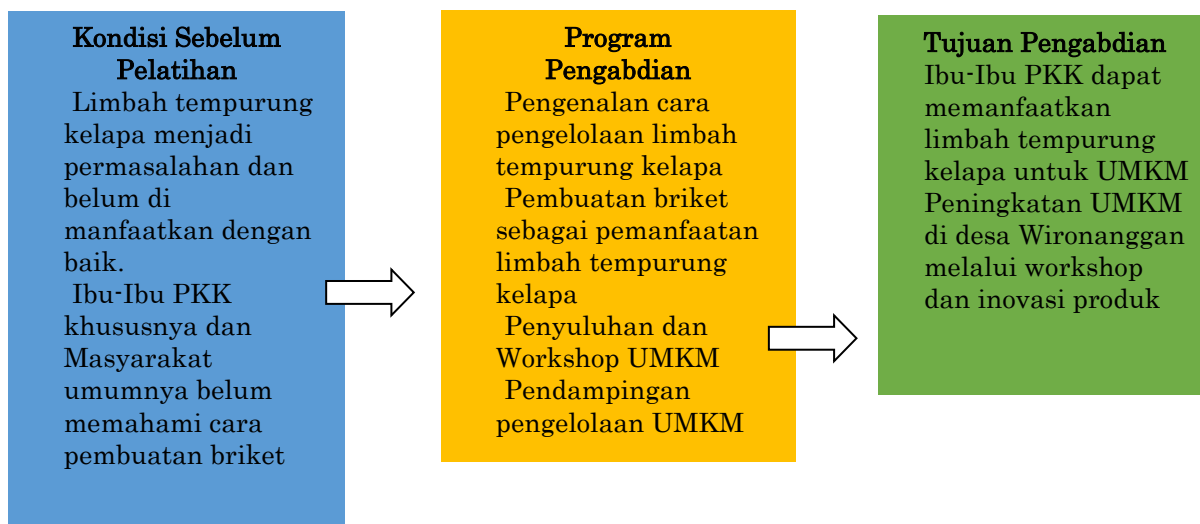 Kondisi Sebelum
Pelatihan
Limbah tempurung
kelapa menjadi
permasalahan dan
belum di
manfaatkan dengan
baik.
Ibu-Ibu PKK
khususnya dan
Masyarakat
umumnya belum
memahami cara
pembuatan briket
Program
Pengabdian
Pengenalan cara
pengelolaan limbah
tempurung kelapa
Pembuatan briket
sebagai pemanfaatan
limbah tempurung
kelapa
Penyuluhan dan
Workshop UMKM
Pendampingan
pengelolaan UMKM
Tujuan Pengabdian
Ibu-Ibu PKK dapat
memanfaatkan
limbah tempurung
kelapa untuk UMKM
Peningkatan UMKM
di desa Wironanggan
melalui workshop
dan inovasi produk